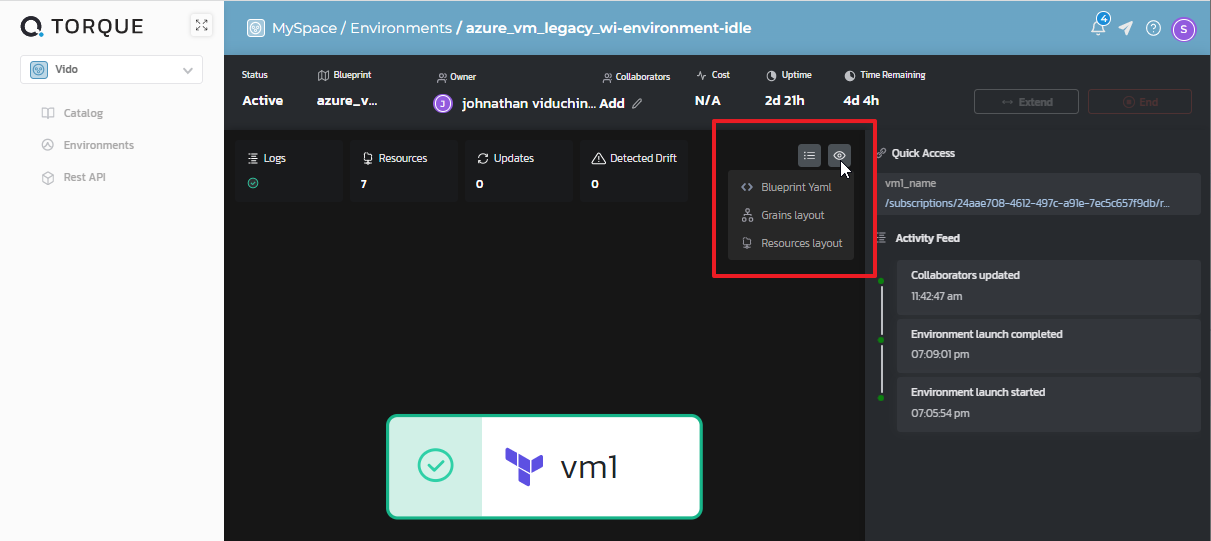 TORQUE
MySpace / Environments / azure_vm_legacy_wi-environment-idle
4
S
Vido
Catalog
Environments
Rest API
Status
Blueprint
Owner
Collaborators
Cost
Uptime
Time Remaining
Active
azure_v...
J
johnathan viduchin...
Add
N/A
2d 21h
4d 4h
Extend
End
Logs
Resources
7
Updates
0
Detected Drift
0
Blueprint Yaml
Grains layout
Resources layout
vm1
Quick Access
vm1_name
/subscriptions/24aae708-4612-497c-a91e-7ec5c657f9db/r...
Activity Feed
Collaborators updated
11:42:47 am
Environment launch completed
07:09:01 pm
Environment launch started
07:05:54 pm